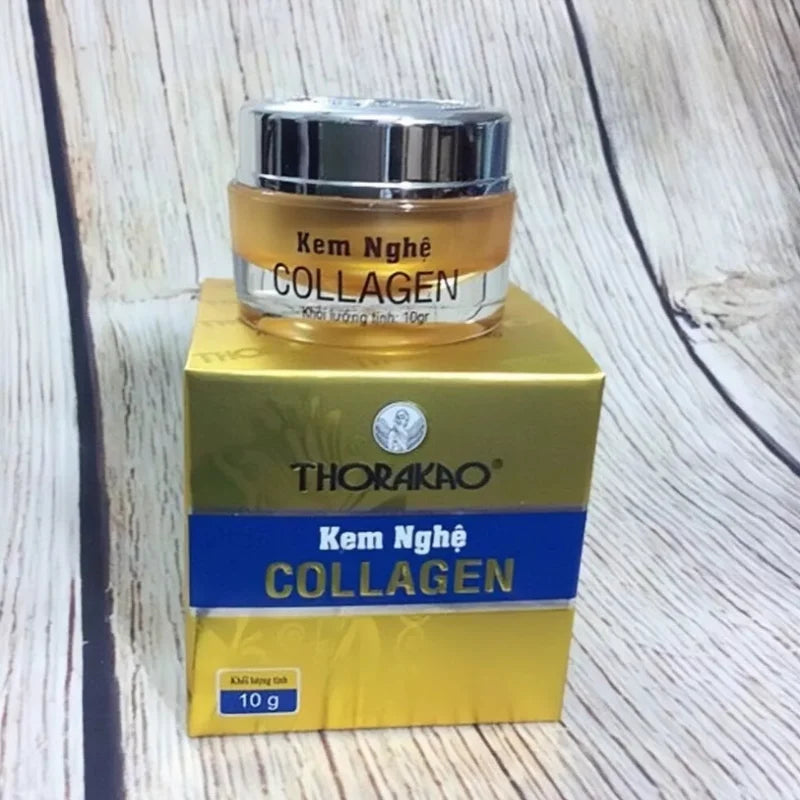 Kem Nghệ
COLLAGEN
Khối lượng tịnh: 10gr
THORAKAO®
Kem Nghệ
COLLAGEN
Khối lượng tịnh
10 g